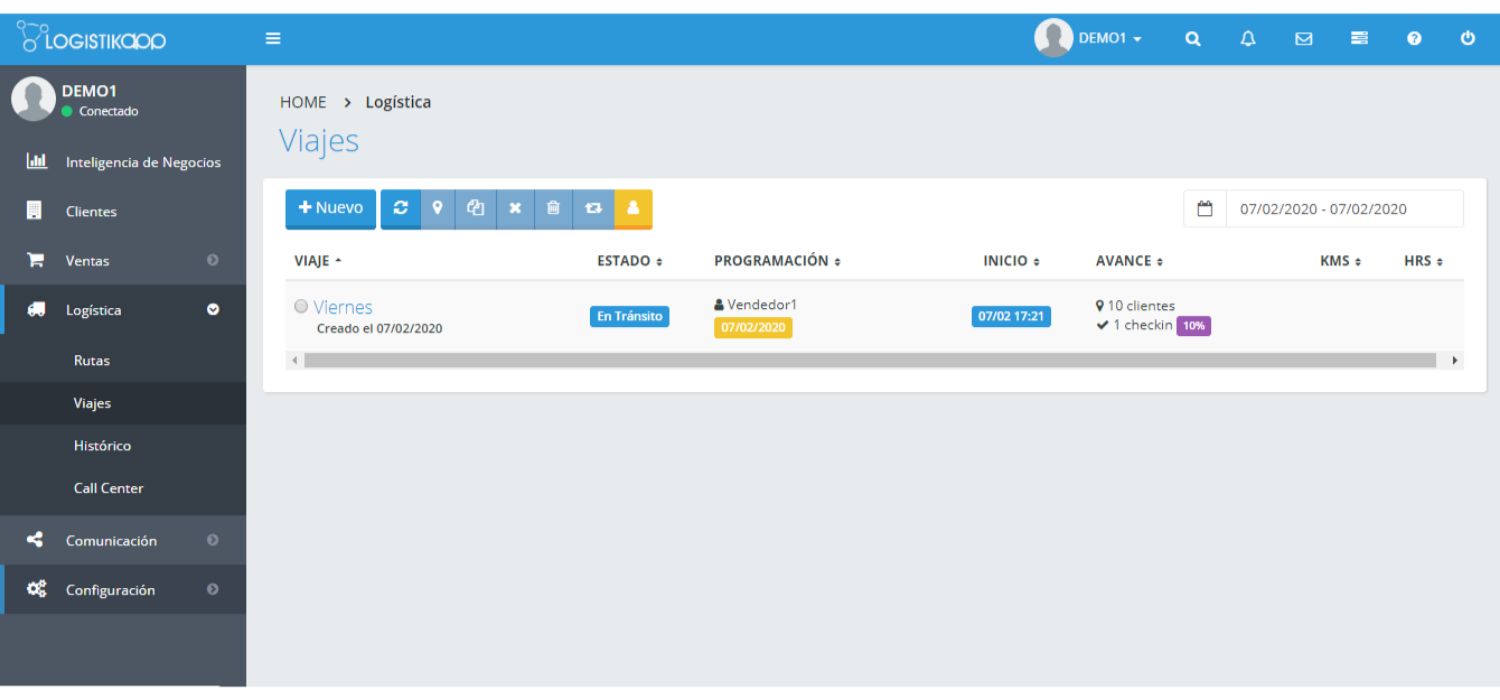 LOGISTIKapp
DEMO1
DEMO1
Conectado
Inteligencia de Negocios
Clientes
Ventas
Logística
Rutas
Viajes
Histórico
Call Center
Comunicación
Configuración
HOME > Logística
Viajes
+ Nuevo
07/02/2020 - 07/02/2020
VIAJE ESTADO PROGRAMACIÓN INICIO AVANCE KMS HRS
Viernes
Creado el 07/02/2020
En Tránsito
Vendedor1
07/02/2020
07/02 17:21
10 clientes
1 checkin 10%